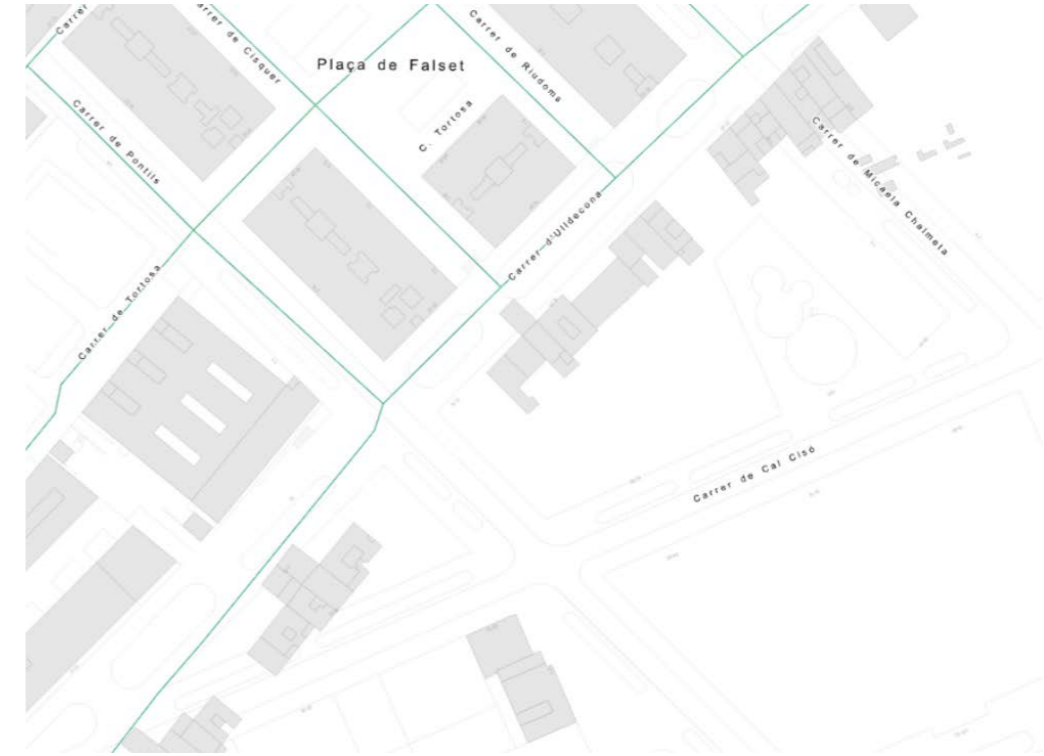 Carrer
Carrer de Cisquer
Plaça de Falset
Carrer de Riudoms
Carrer de Pontils
C. Tortosa
Carrer de Micaela Chalmeta
Carrer d'Ulldecona
Carrer de Tortosa
Carrer de Cal Cisó